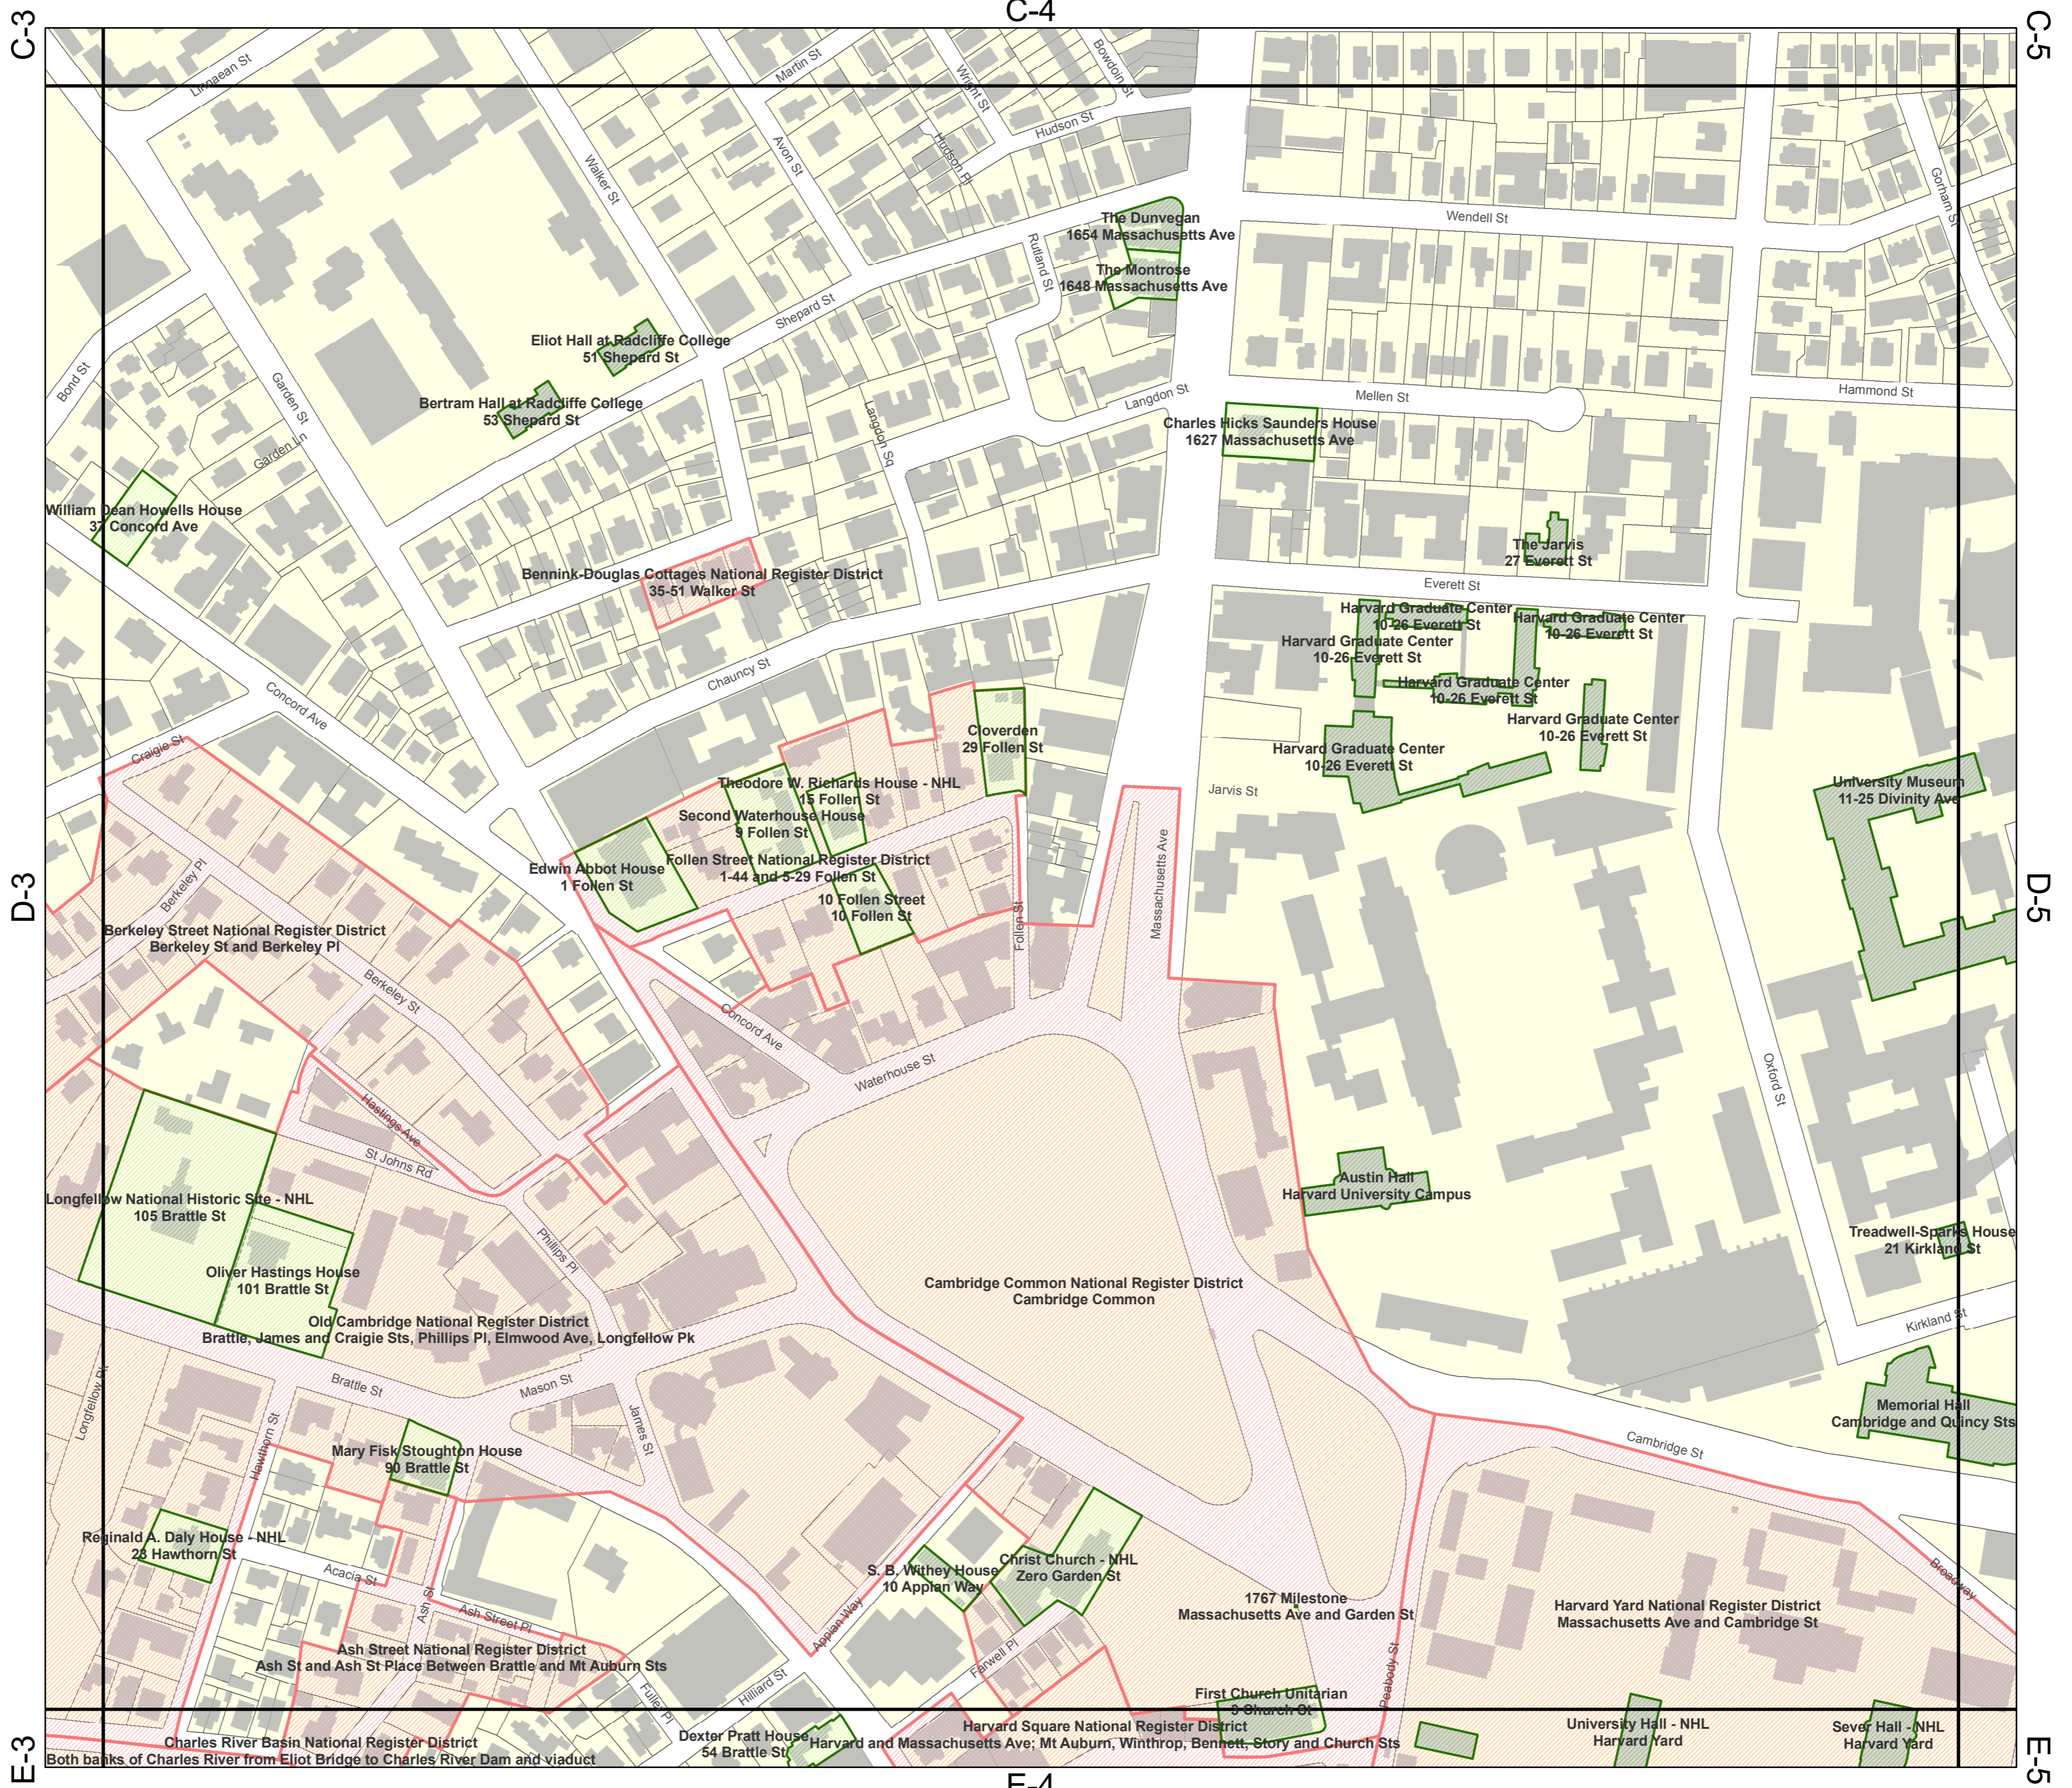 C-3
C-4
C-5
Linnaean St
Martin St
Wright St
Bowdoin St
Walker St
Avon St
Hudson Pl
Hudson St
Gorham St
The Dunvegan
1654 Massachusetts Ave
Wendell St
Rutland St
The Montrose
1648 Massachusetts Ave
Shepard St
Eliot Hall at Radcliffe College
51 Shepard St
Bond St
Garden St
Bertram Hall at Radcliffe College
53 Shepard St
Langdon St
Mellen St
Hammond St
Langdon Sq
Garden Ln
Charles Hicks Saunders House
1627 Massachusetts Ave
William Dean Howells House
37 Concord Ave
The Jarvis
27 Everett St
Bennink-Douglas Cottages National Register District
35-51 Walker St
Everett St
Harvard Graduate Center
10-26 Everett St
Harvard Graduate Center
10-26 Everett St
Harvard Graduate Center
10-26 Everett St
Chauncy St
Harvard Graduate Center
10-26 Everett St
Concord Ave
Harvard Graduate Center
10-26 Everett St
Craigie St
Cloverden
29 Follen St
Harvard Graduate Center
10-26 Everett St
Theodore W. Richards House - NHL
15 Follen St
Jarvis St
University Museum
11-25 Divinity Ave
Second Waterhouse House
9 Follen St
Edwin Abbot House
1 Follen St
Follen Street National Register District
1-44 and 5-29 Follen St
Massachusetts Ave
Berkeley Pl
D-3
D-5
10 Follen Street
10 Follen St
Follen St
Berkeley Street National Register District
Berkeley St and Berkeley Pl
Berkeley St
Concord Ave
Waterhouse St
Oxford St
Hastings Ave
St Johns Rd
Austin Hall
Harvard University Campus
Longfellow National Historic Site - NHL
105 Brattle St
Phillips Pl
Treadwell-Sparks House
21 Kirkland St
Oliver Hastings House
101 Brattle St
Cambridge Common National Register District
Cambridge Common
Old Cambridge National Register District
Brattle, James and Craigie Sts, Phillips Pl, Elmwood Ave, Longfellow Pk
Kirkland St
Longfellow Pk
Brattle St
Mason St
James St
Memorial Hall
Cambridge and Quincy Sts
Hawthorn St
Mary Fisk Stoughton House
90 Brattle St
Cambridge St
Reginald A. Daly House - NHL
23 Hawthorn St
Acacia St
S. B. Withey House
10 Appian Way
Christ Church - NHL
Zero Garden St
Broadway
Ash St
Ash Street Pl
Appian Way
1767 Milestone
Massachusetts Ave and Garden St
Harvard Yard National Register District
Massachusetts Ave and Cambridge St
Ash Street National Register District
Ash St and Ash St Place Between Brattle and Mt Auburn Sts
Farwell Pl
Peabody St
Fuller Pl
Hilliard St
First Church Unitarian
3 Church St
Charles River Basin National Register District
Both banks of Charles River from Eliot Bridge to Charles River Dam and viaduct
Dexter Pratt House
54 Brattle St
Harvard Square National Register District
Harvard and Massachusetts Ave; Mt Auburn, Winthrop, Bennett, Story and Church Sts
University Hall - NHL
Harvard Yard
Sever Hall - NHL
Harvard Yard
E-3
E-4
E-5